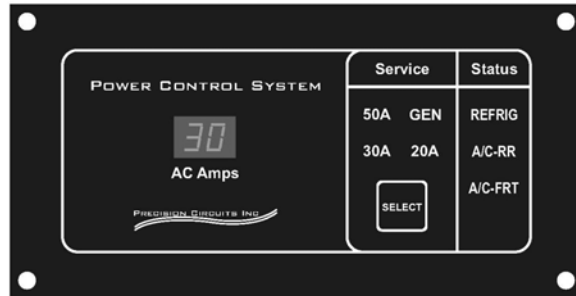 POWER CONTROL SYSTEM
30
AC Amps
PRECISION CIRCUITS INC
Service
50A GEN
30A 20A
SELECT
Status
REFRIG
A/C-RR
A/C-FRT